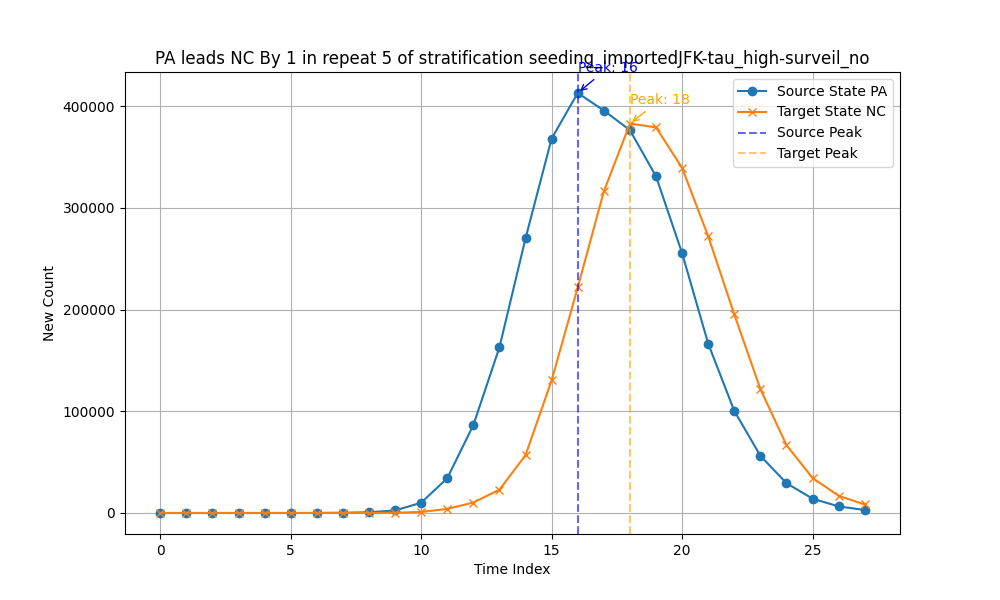 PA leads NC By 1 in repeat 5 of stratification seeding_importedJFK-tau_high-surveil_no
Peak: 16
Peak: 18
Source State PA
Target State NC
Source Peak
Target Peak
New Count
400000
300000
200000
100000
0
0 5 10 15 20 25
Time Index